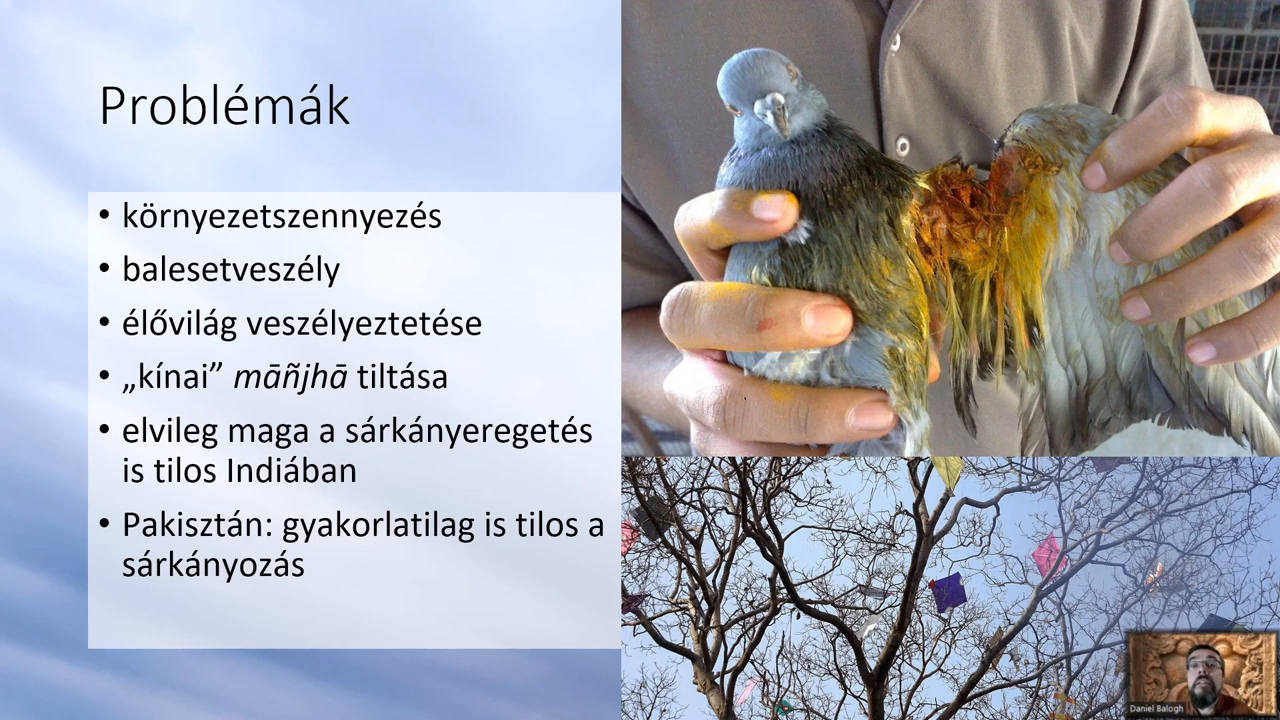 Problémák
• környezetszennyezés
• balesetveszély
• élővilág veszélyeztetése
• „kínai” māñjhā tiltása
• elvileg maga a sárkányeregetés
is tilos Indiában
• Pakisztán: gyakorlatilag is tilos a
sárkányozás
Daniel Balogh